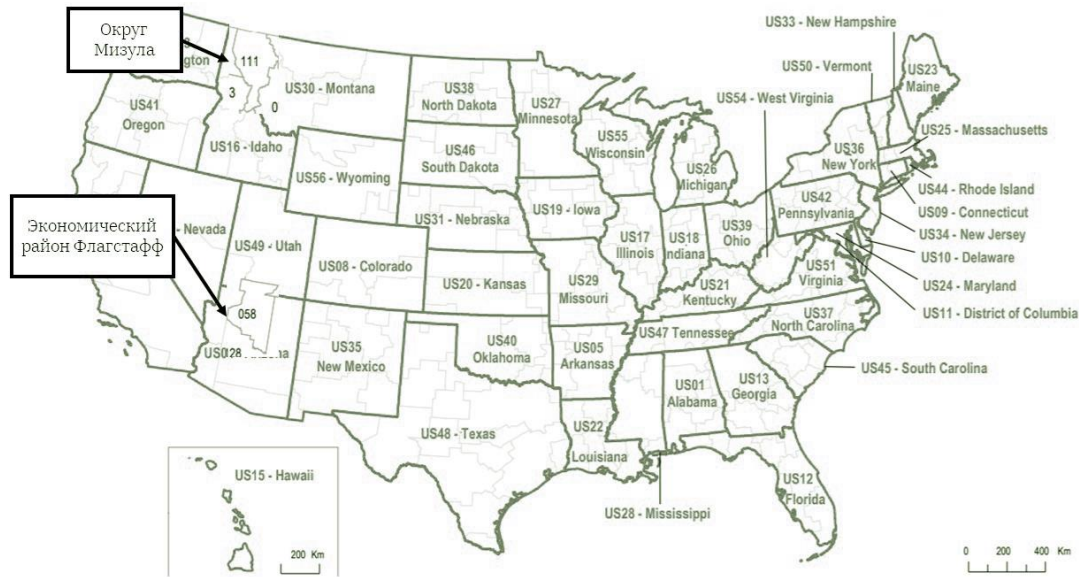 Округ
Мизула
gton
111
3
0
US30 - Montana
US41
Oregon
US16 - Idaho
US56 - Wyoming
US38
North Dakota
US46
South Dakota
US27
Minnesota
US55
Wisconsin
US26
Michigan
US31 - Nebraska
US19 - Iowa
Экономический
район Флагстафф
- Nevada
US49 - Utah
US08 - Colorado
US20 - Kansas
US29
Missouri
US17
Illinois
US18
Indiana
US39
Ohio
US21
Kentucky
US47 Tennessee
058
128
US35
New Mexico
US40
Oklahoma
US05
Arkansas
US48 - Texas
US22
Louisiana
US01
Alabama
US13
Georgia
US12
Florida
US28 - Mississippi
US33 - New Hampshire
US50 - Vermont
US54 - West Virginia
US23
Maine
US25 - Massachusetts
US36
New York
US44 - Rhode Island
US42
Pennsylvania
US09 - Connecticut
US34 - New Jersey
US10 - Delaware
US51
Virginia
US24 - Maryland
US11 - District of Columbia
US37
North Carolina
US45 - South Carolina
US15 - Hawaii
200 Km
0 200 400 Km